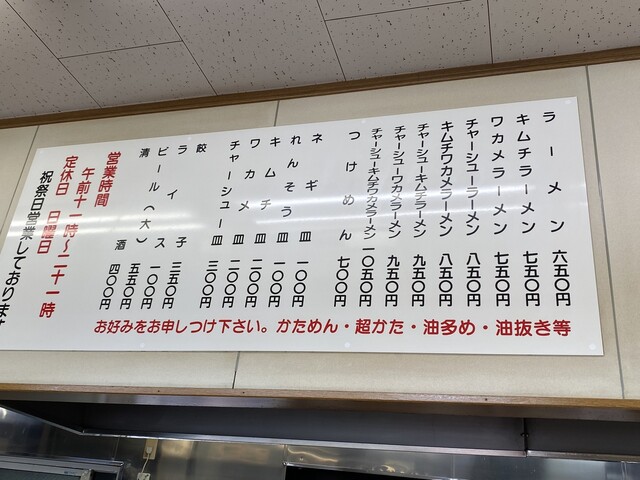 ラーメン 六五〇円
キムチラーメン 七五〇円
ワカメラーメン 七五〇円
チャーシューラーメン 八五〇円
キムチワカメラーメン 八五〇円
チャーシューキムチラーメン 九五〇円
チャーシューワカメラーメン 九五〇円
チャーシューキムチワカメラーメン 一〇五〇円
つけめん 七〇〇円
ネギ皿 一〇〇円
れんそう皿 一〇〇円
キムチ皿 二〇〇円
ワカメ皿 一〇〇円
チャーシュー皿 三〇〇円
餃子 三五〇円
ライス 一〇〇円
ビール（大） 五五〇円
清酒 四〇〇円
営業時間
午前十一時〜二十一時
定休日 日曜日
祝祭日営業しております
お好みをお申しつけ下さい。かためん・超かた・油多め・油抜き等